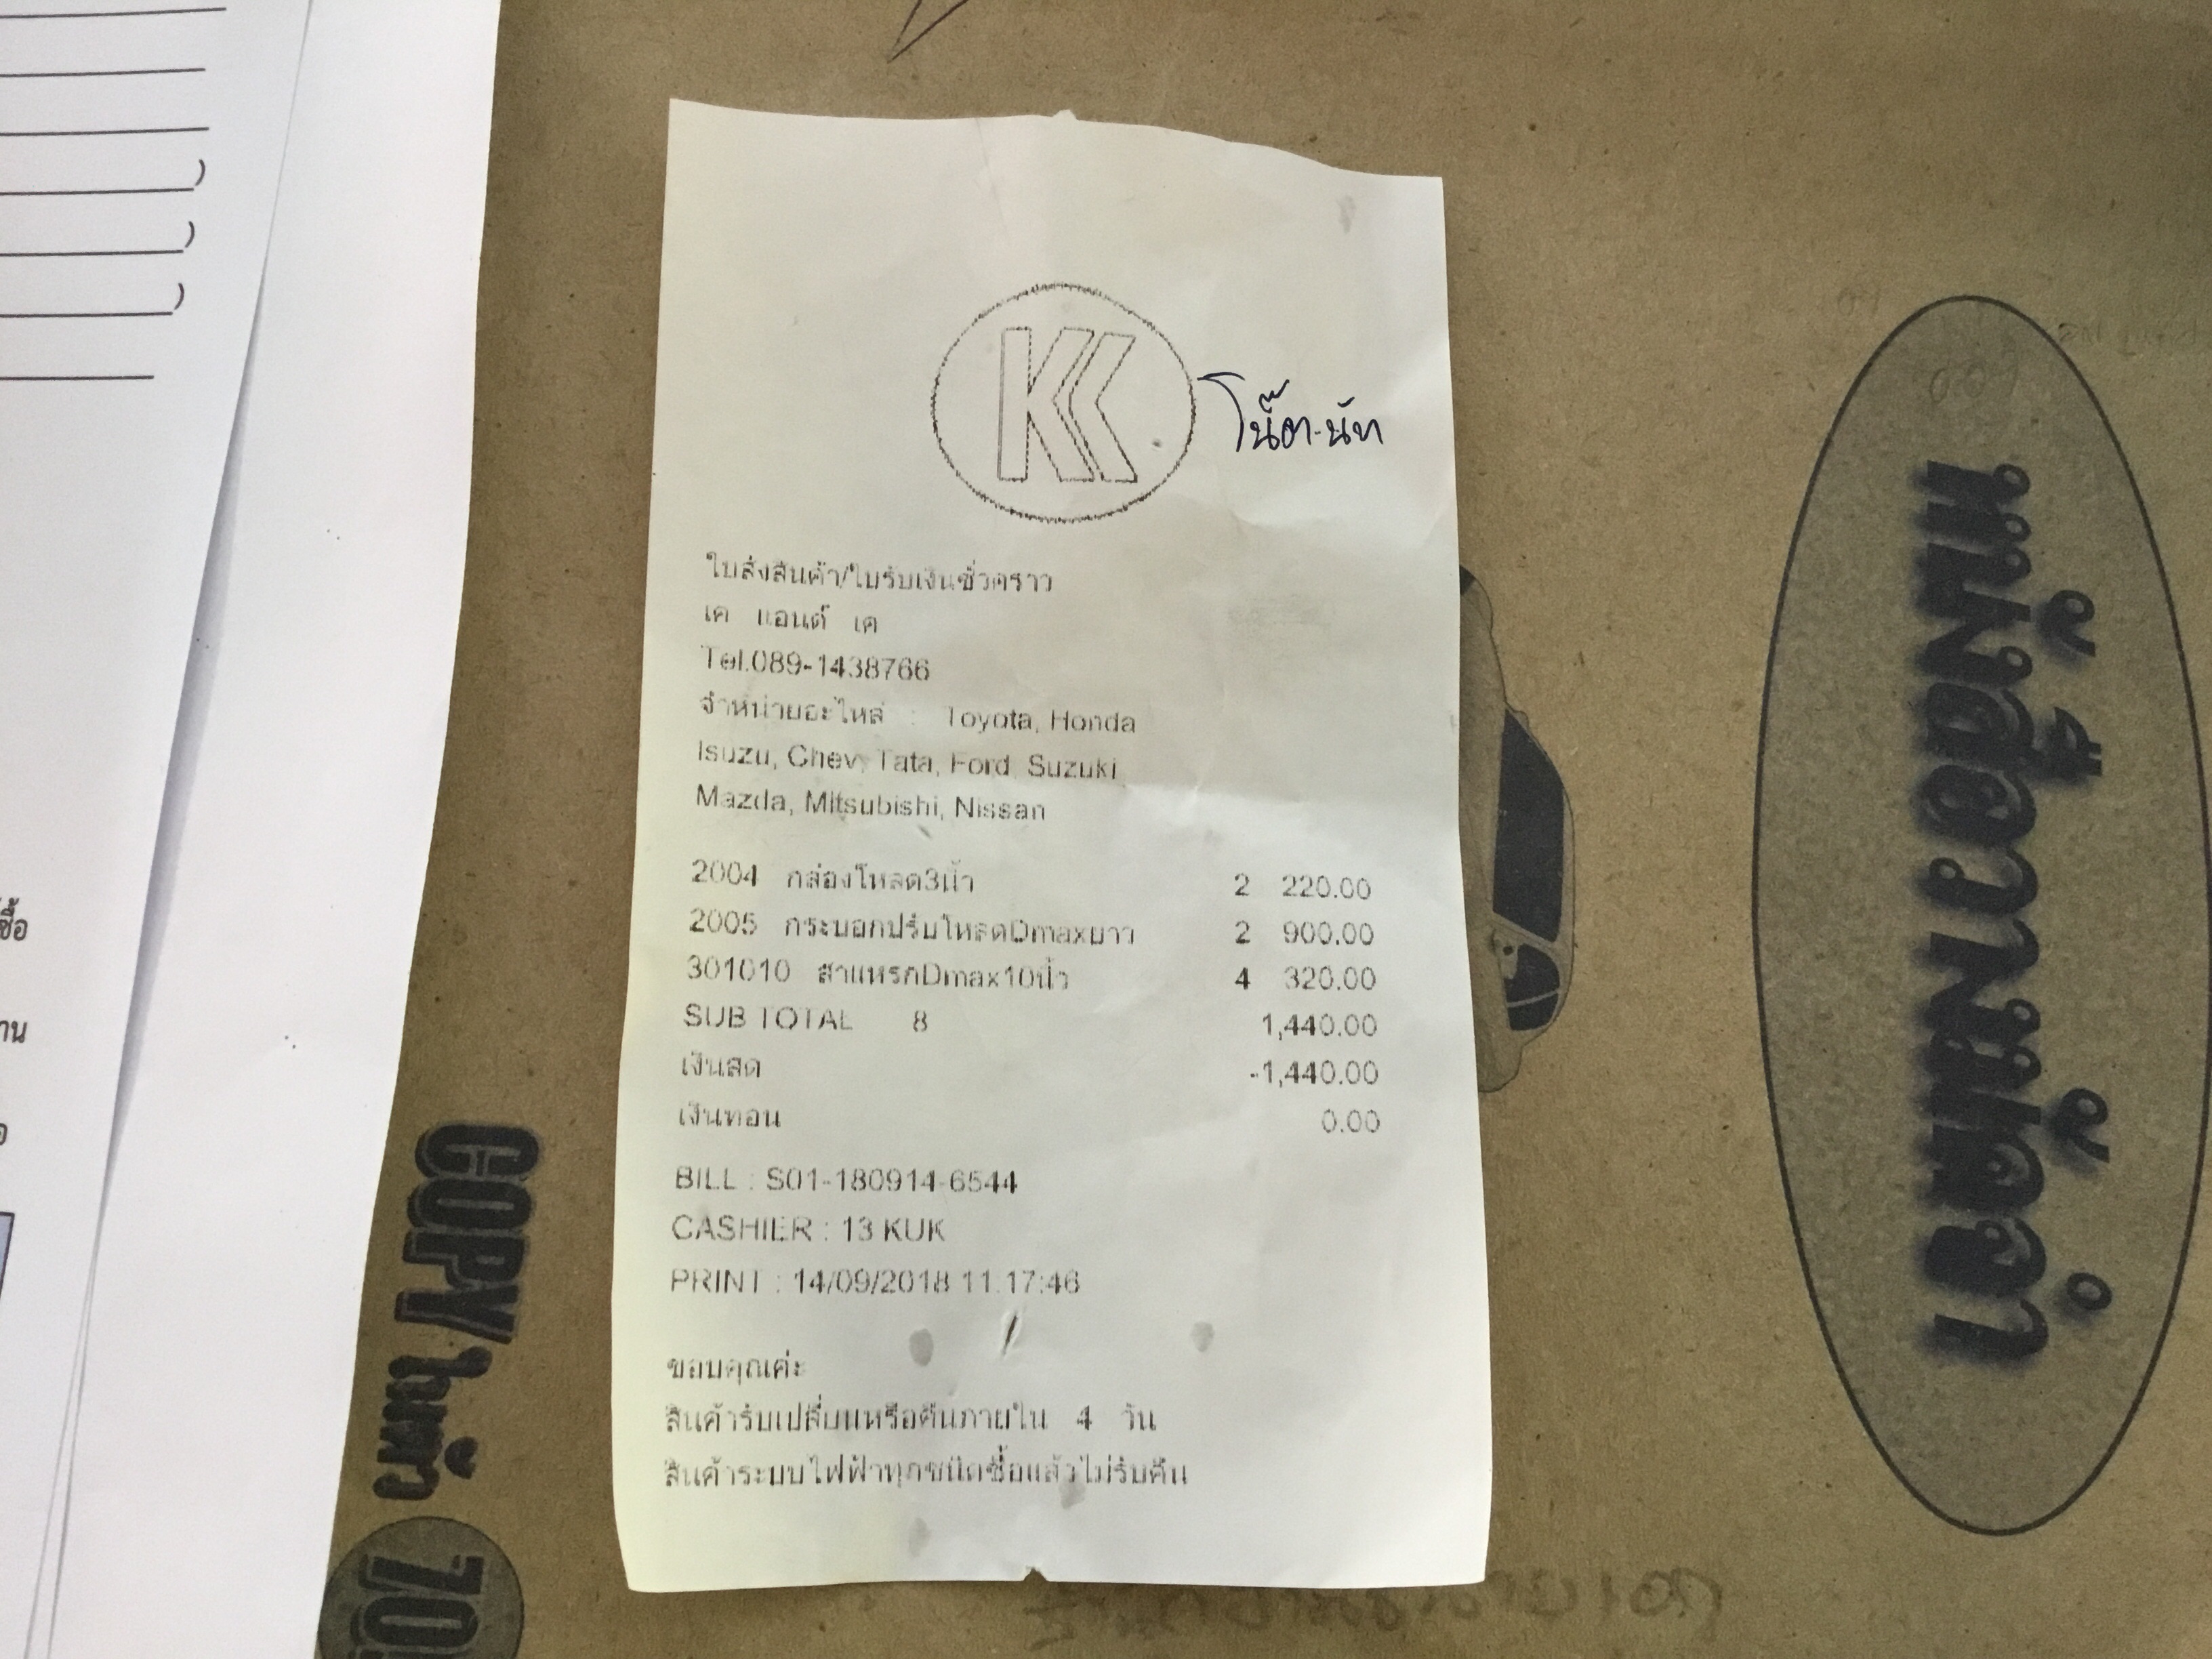 KK
โน๊ต-นัท
ใบส่งสินค้า/ใบรับเงินชั่วคราว
เค แอนด์ เค
Tel.089-1438766
จำหน่ายอะไหล่ : Toyota, Honda
Isuzu, Chev, Tata, Ford, Suzuki,
Mazda, Mitsubishi, Nissan
2004 กล่องโหลด3นิ้ว 2 220.00
2005 กระบอกปรับโหลดDmaxยาว 2 900.00
301010 สาแหรกDmax10นิ้ว 4 320.00
SUB TOTAL 8 1,440.00
เงินสด -1,440.00
เงินทอน 0.00
BILL : S01-180914-6544
CASHIER : 13 KUK
PRINT : 14/09/2018 11:17:46
ขอบคุณค่ะ
สินค้ารับเปลี่ยนหรือคืนภายใน 4 วัน
สินค้าระบบไฟฟ้าทุกชนิดซื้อแล้วไม่รับคืน
COPY ใบหัว